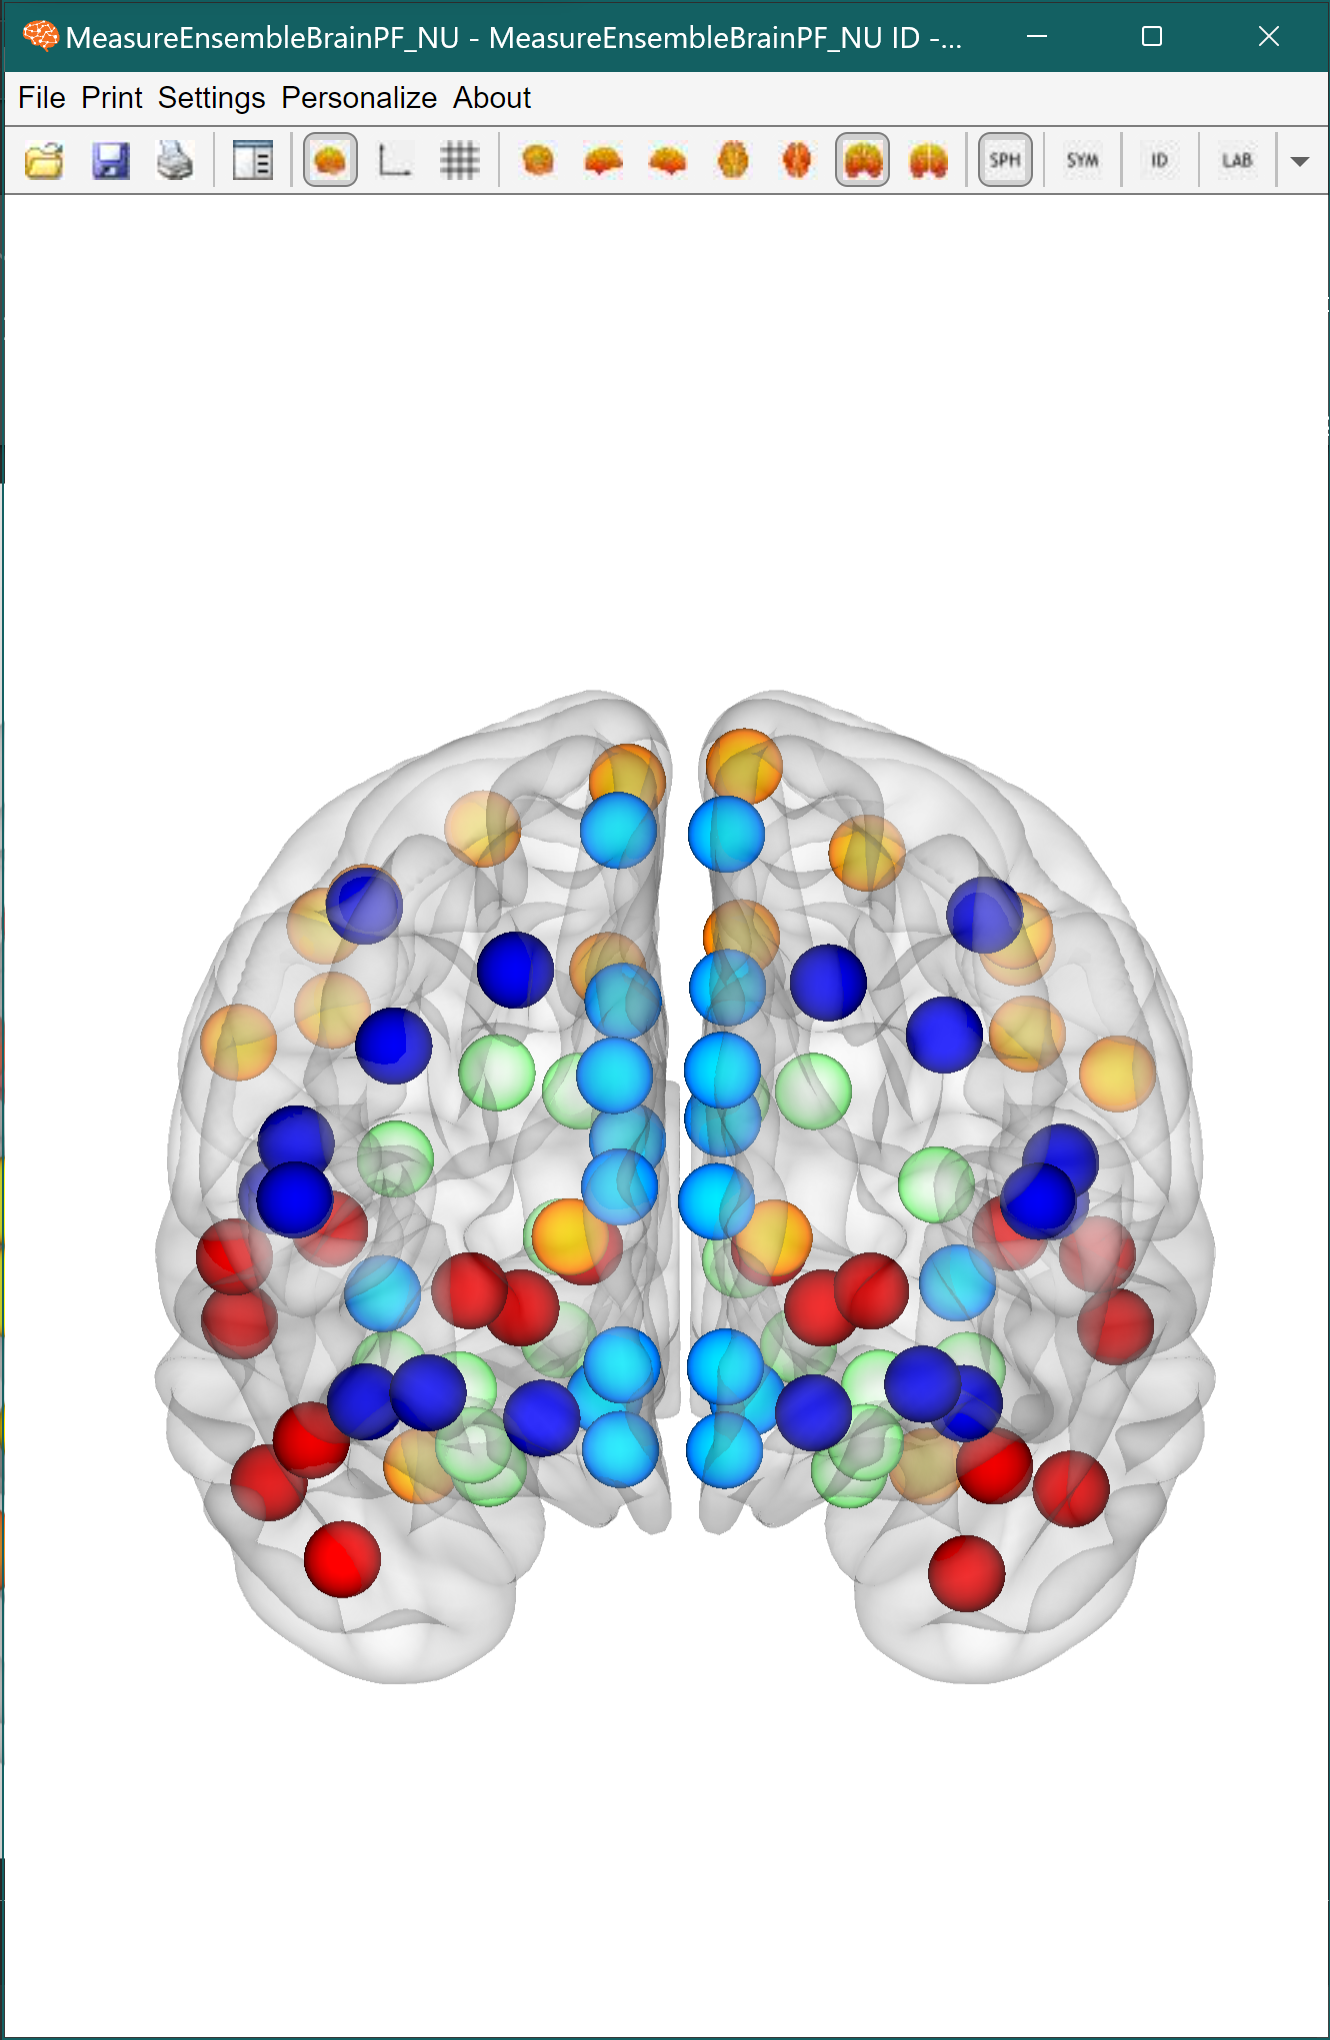 MeasureEnsembleBrainPF_NU - MeasureEnsembleBrainPF_NU ID -...
File Print Settings Personalize About
SPH SYM ID LAB